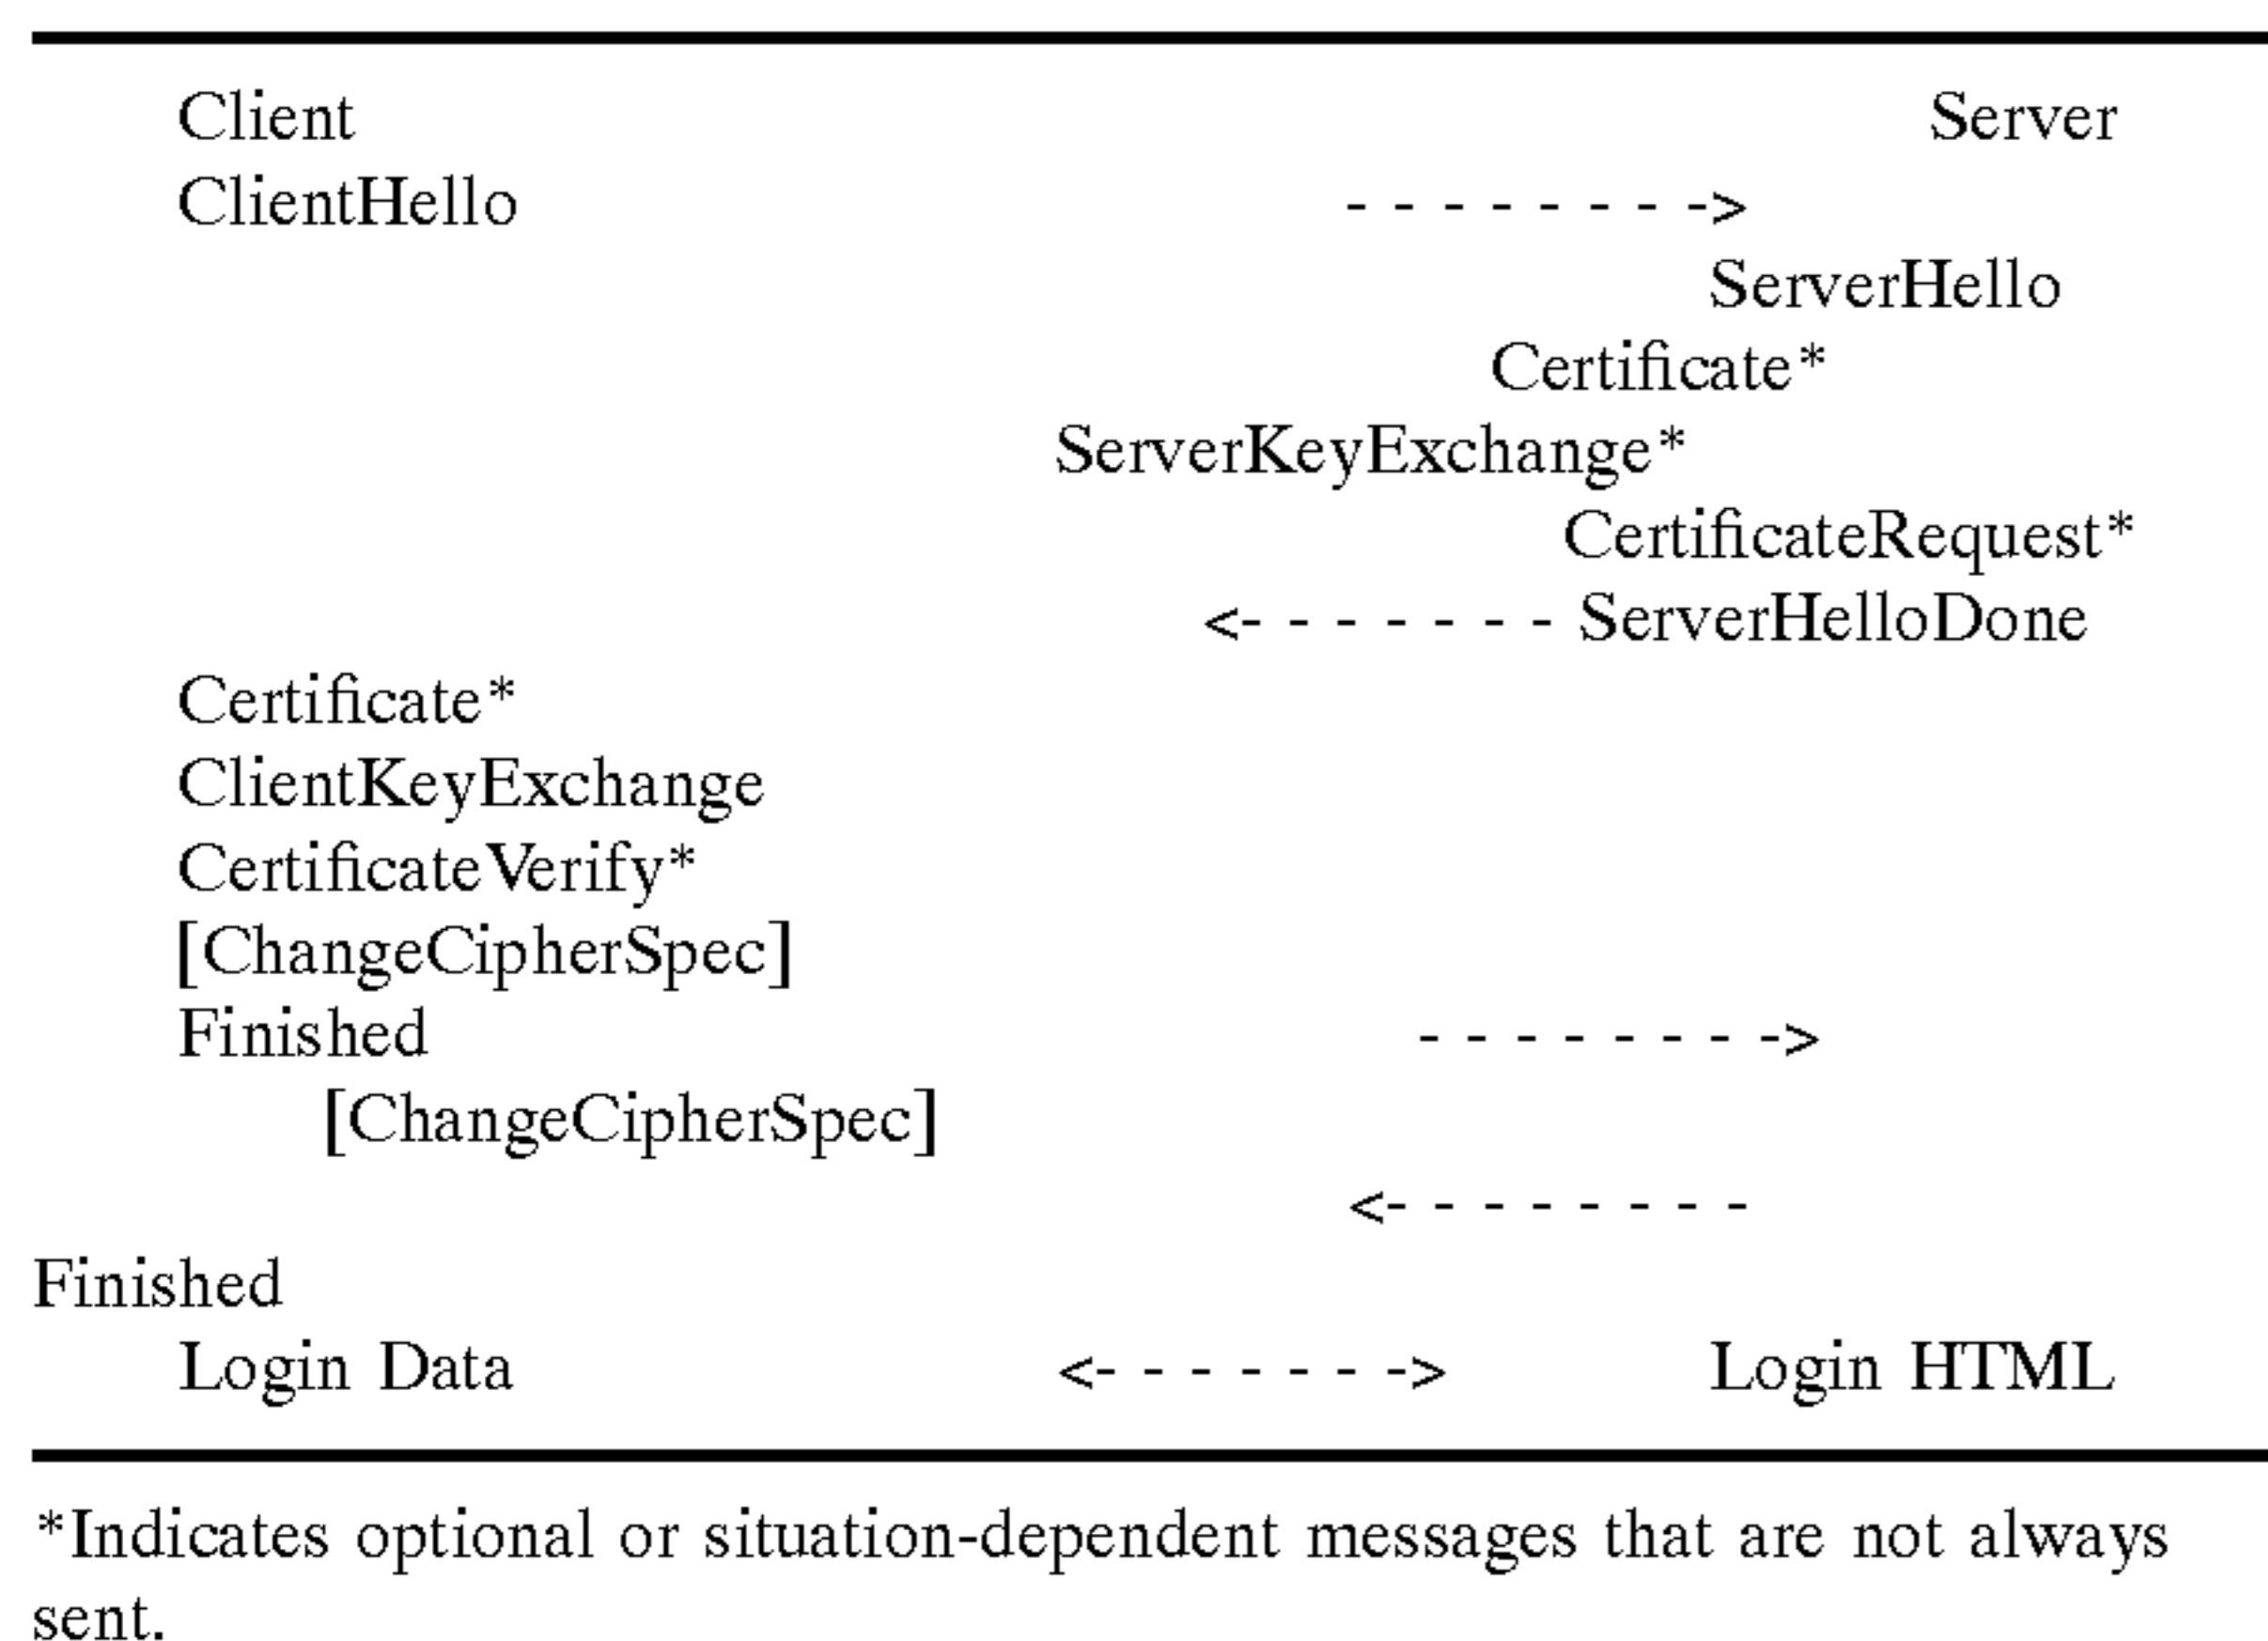 Client Server
ClientHello - - - - - - - ->
ServerHello
Certificate*
ServerKeyExchange*
CertificateRequest*
<- - - - - - - ServerHelloDone
Certificate*
ClientKeyExchange
CertificateVerify*
[ChangeCipherSpec]
Finished - - - - - - - ->
[ChangeCipherSpec]
<- - - - - - - -
Finished
Login Data <- - - - - - -> Login HTML
*Indicates optional or situation-dependent messages that are not always
sent.